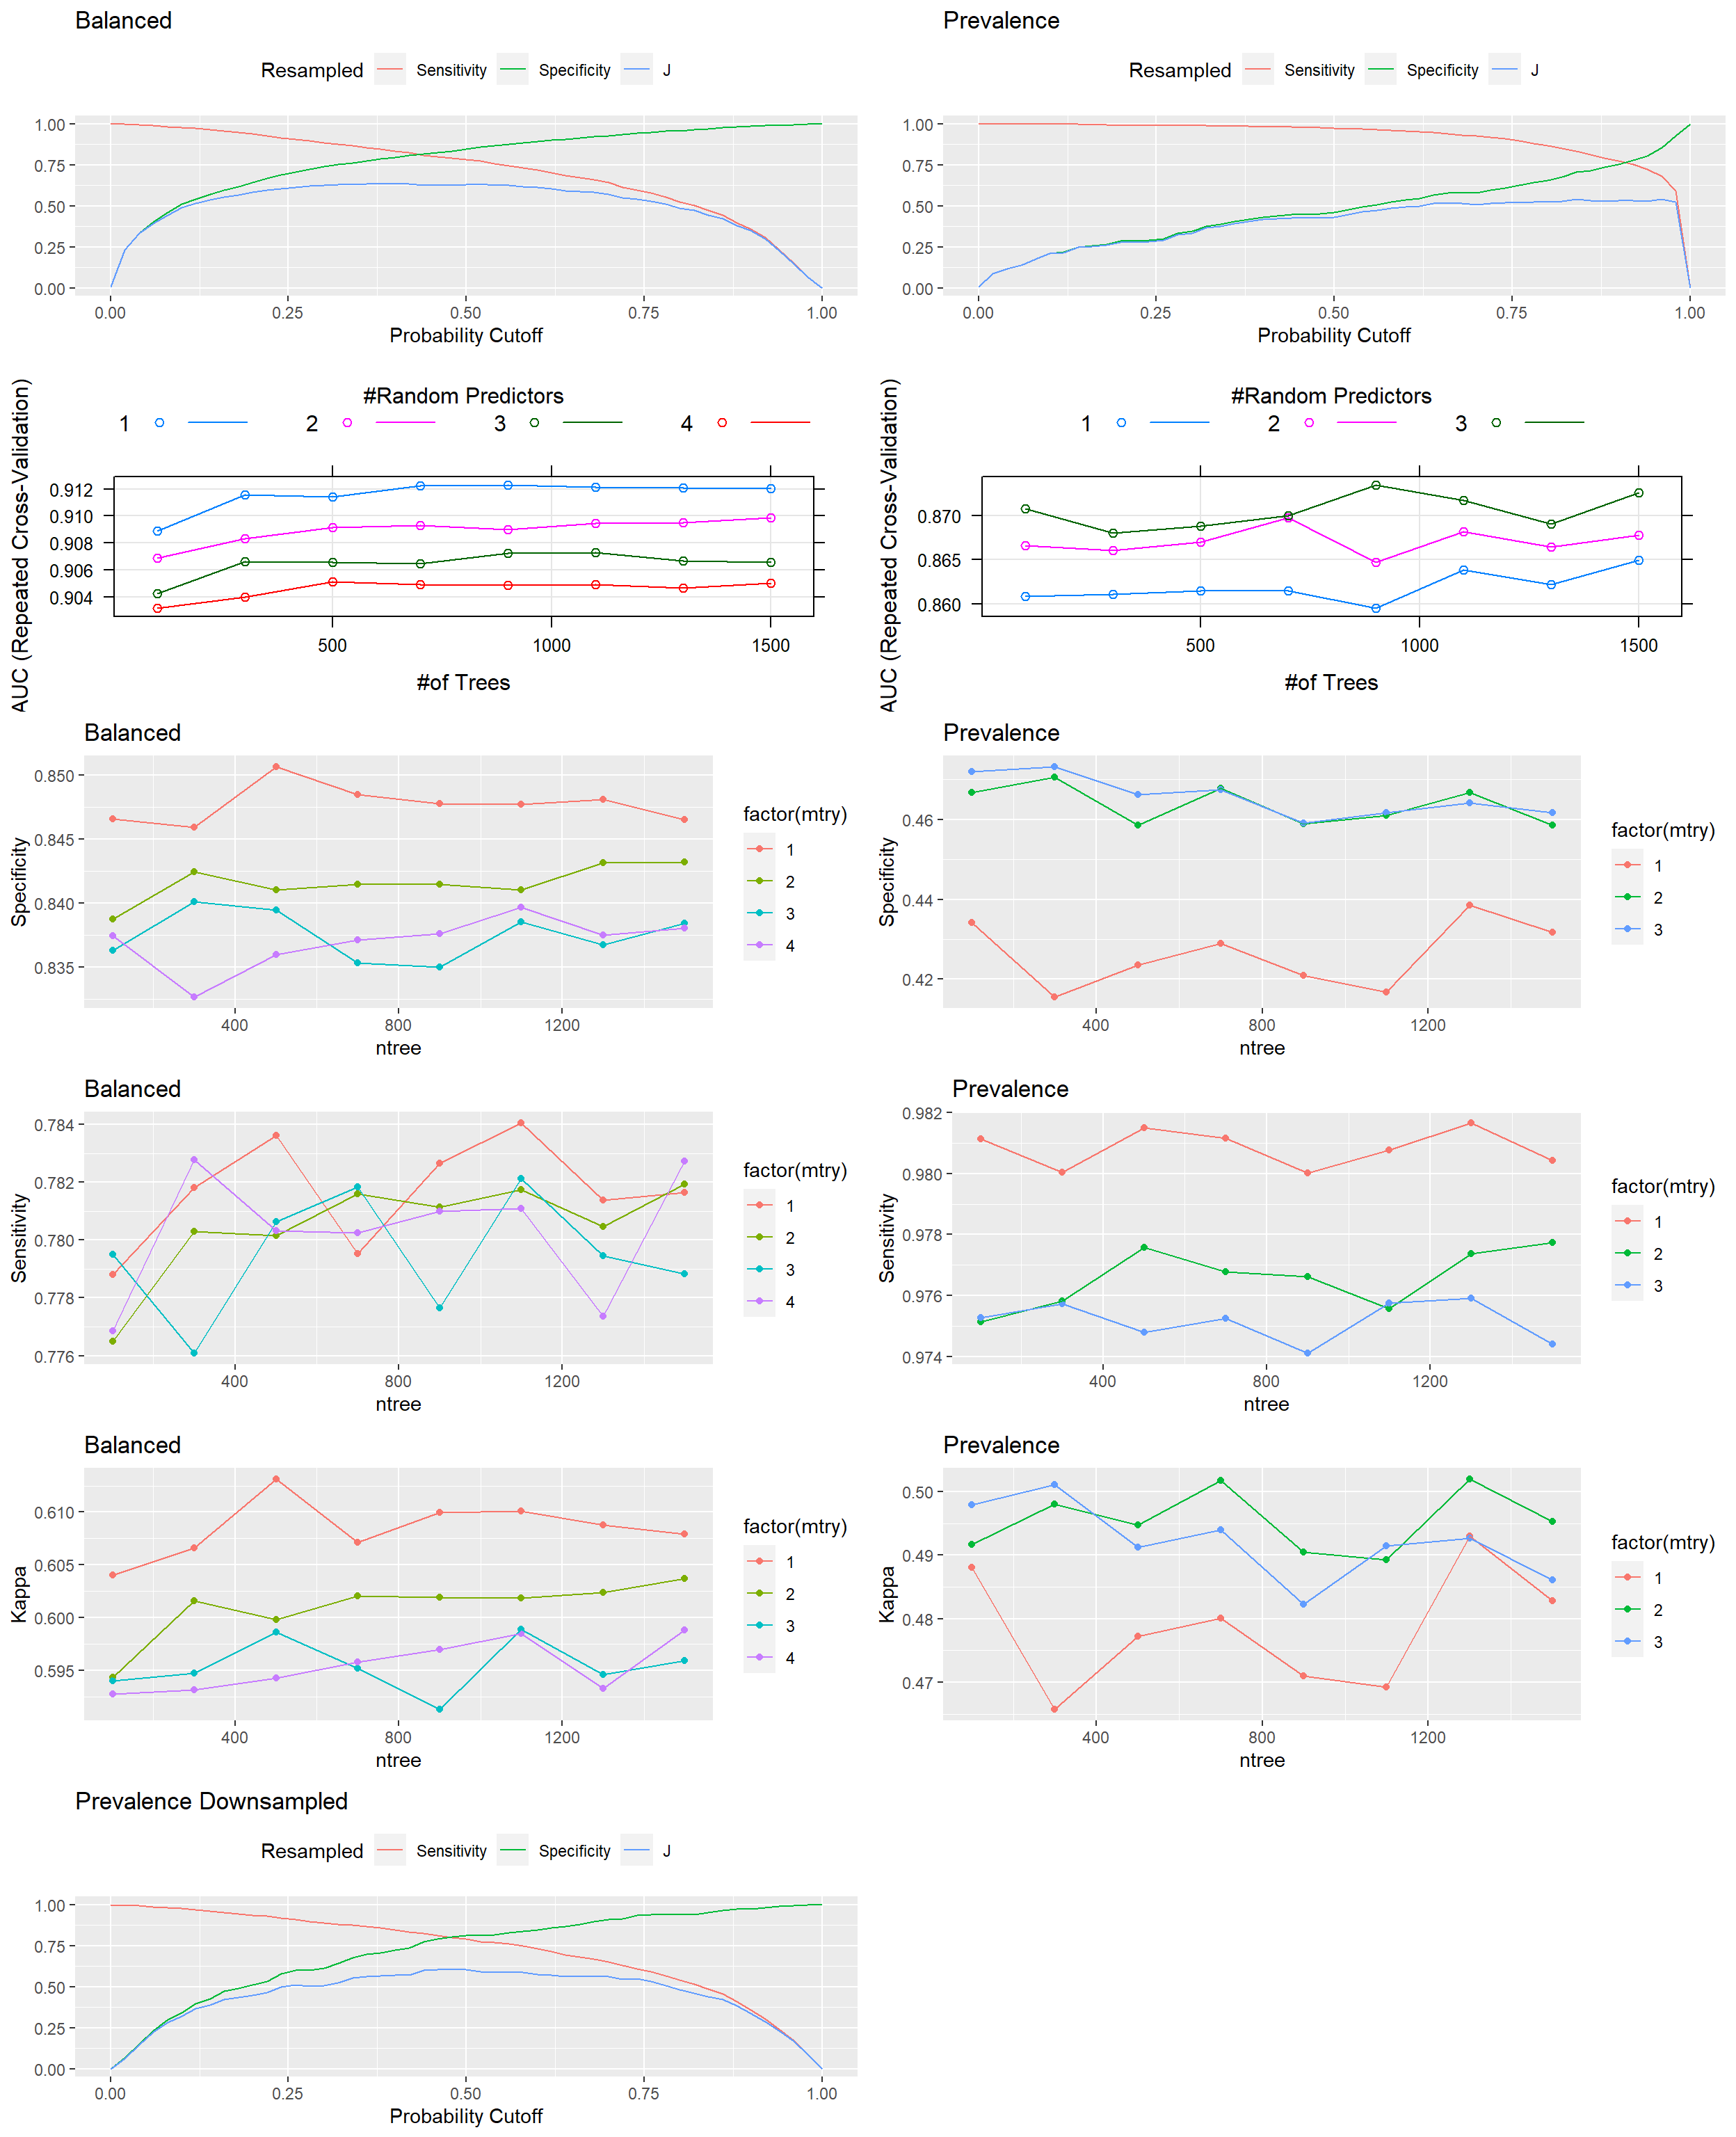 Balanced
Resampled Sensitivity Specificity J
1.00
0.75
0.50
0.25
0.00
0.00 0.25 0.50 0.75 1.00
Probability Cutoff
Prevalence
Resampled Sensitivity Specificity J
1.00
0.75
0.50
0.25
0.00
0.00 0.25 0.50 0.75 1.00
Probability Cutoff
#Random Predictors
1 2 3 4
AUC (Repeated Cross-Validation)
0.912
0.910
0.908
0.906
0.904
500 1000 1500
#of Trees
#Random Predictors
1 2 3
AUC (Repeated Cross-Validation)
0.870
0.865
0.860
500 1000 1500
#of Trees
Balanced
Specificity
0.850
0.845
0.840
0.835
400 800 1200
ntree
factor(mtry)
1
2
3
4
Prevalence
Specificity
0.46
0.44
0.42
400 800 1200
ntree
factor(mtry)
1
2
3
Balanced
Sensitivity
0.784
0.782
0.780
0.778
0.776
400 800 1200
ntree
factor(mtry)
1
2
3
4
Prevalence
Sensitivity
0.982
0.980
0.978
0.976
0.974
400 800 1200
ntree
factor(mtry)
1
2
3
Balanced
Kappa
0.610
0.605
0.600
0.595
400 800 1200
ntree
factor(mtry)
1
2
3
4
Prevalence
Kappa
0.50
0.49
0.48
0.47
400 800 1200
ntree
factor(mtry)
1
2
3
Prevalence Downsampled
Resampled Sensitivity Specificity J
1.00
0.75
0.50
0.25
0.00
0.00 0.25 0.50 0.75 1.00
Probability Cutoff